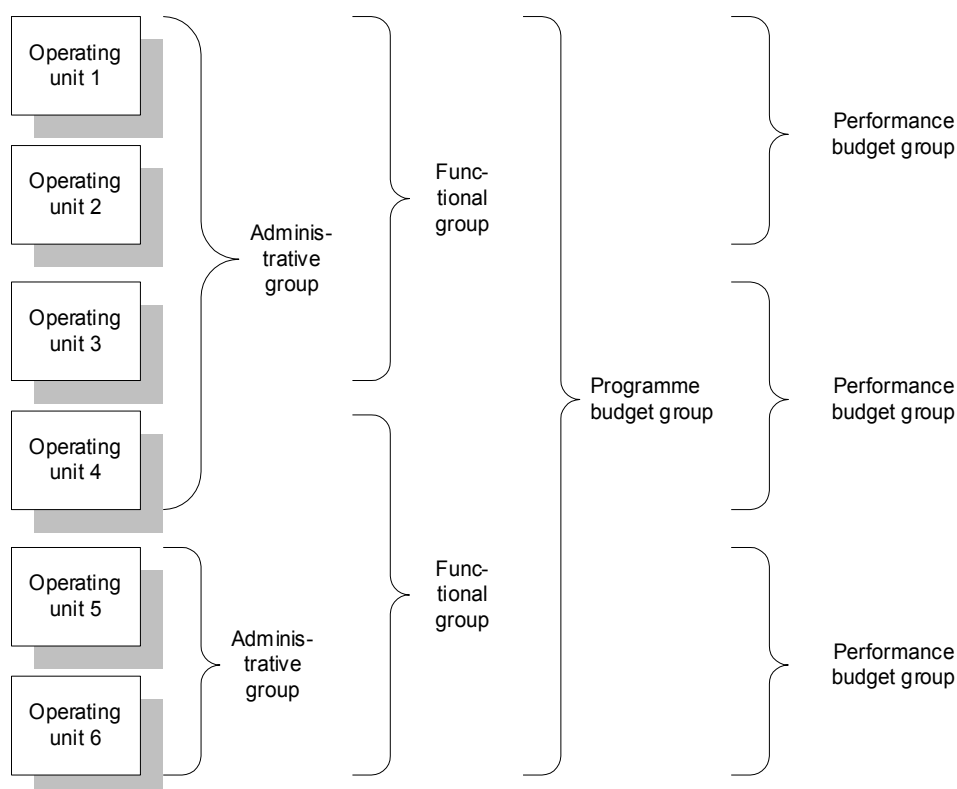 Operating
unit 1
Operating
unit 2
Operating
unit 3
Operating
unit 4
Operating
unit 5
Operating
unit 6
Adminis-
trative
group
Adminis-
trative
group
Func-
tional
group
Func-
tional
group
Programme
budget group
Performance
budget group
Performance
budget group
Performance
budget group